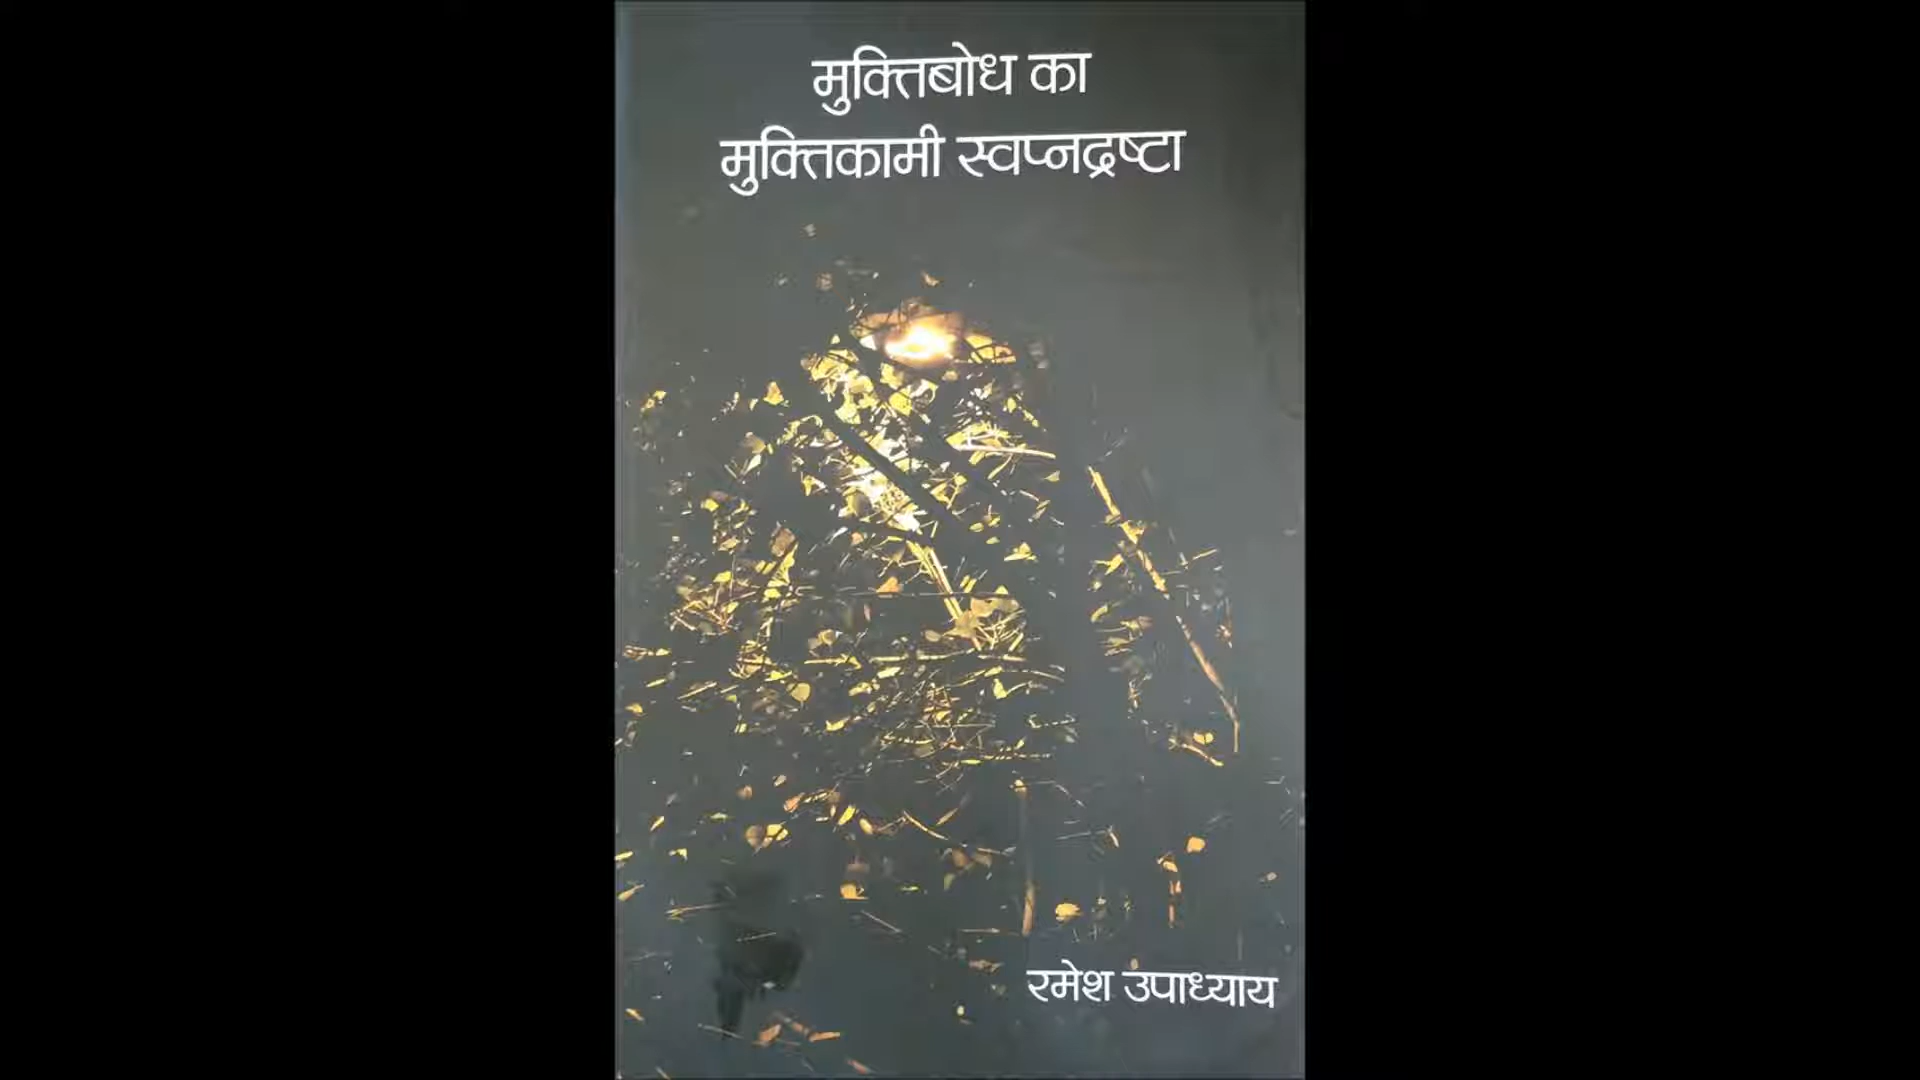 मुक्तिबोध का
मुक्तिकामी स्वप्नद्रष्टा
रमेश उपाध्याय